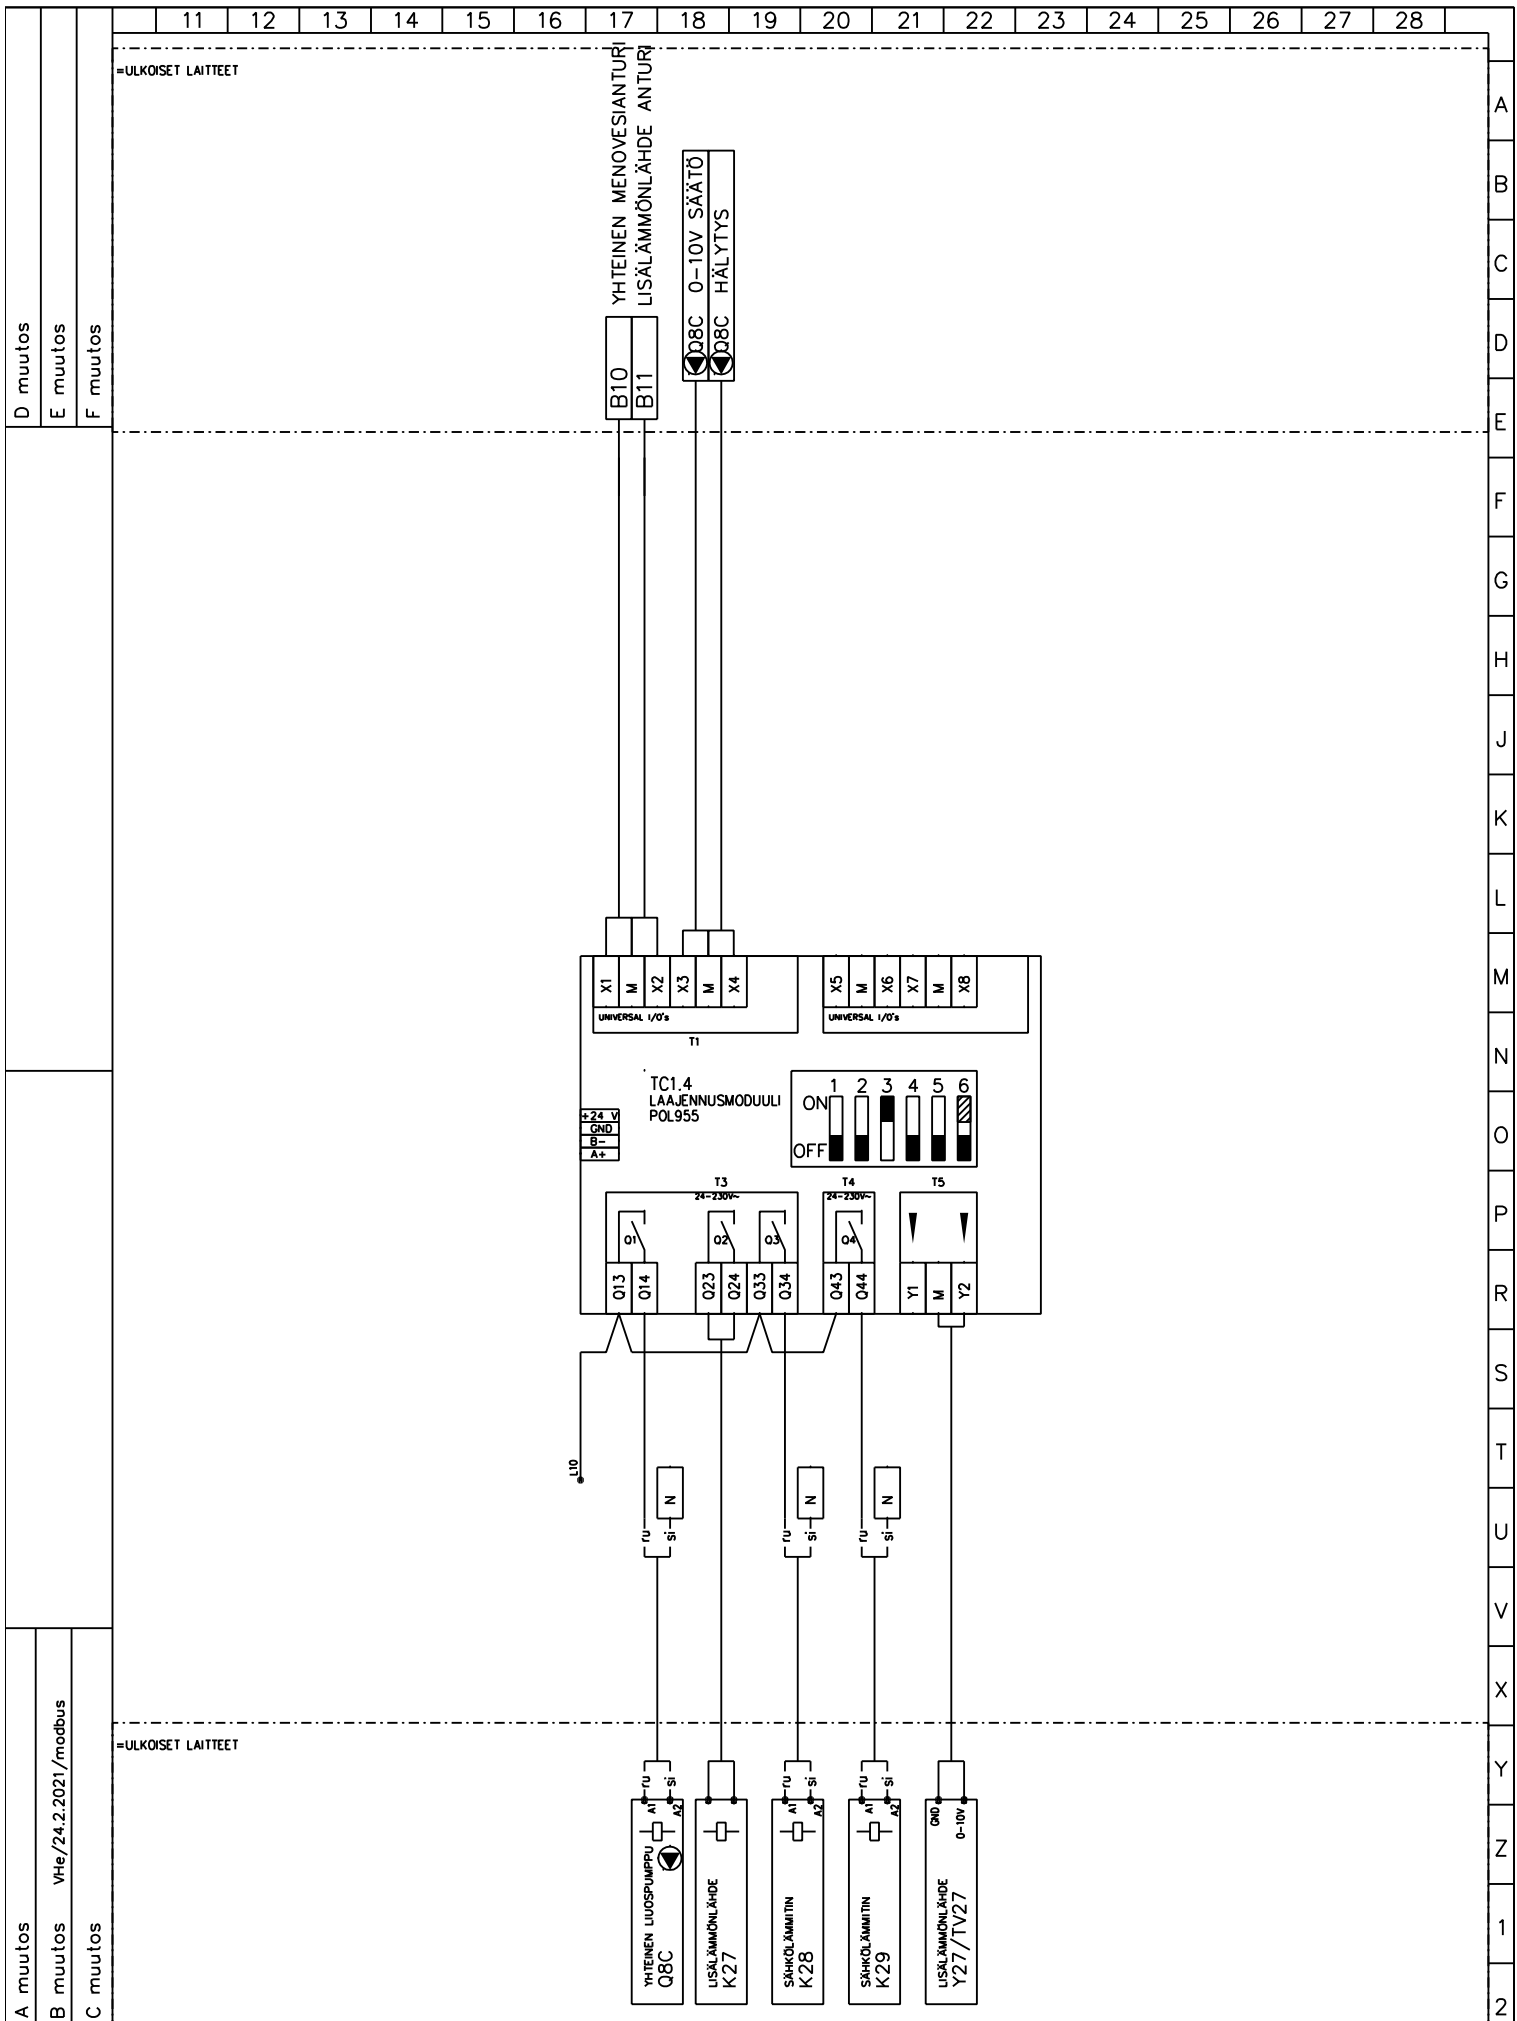 11 12 13 14 15 16 17 18 19 20 21 22 23 24 25 26 27 28
=ULKOISET LAITTEET
YHTEINEN MENOVESIANTURI
LISÄLÄMMÖNLÄHDE ANTURI
B10
B11
Q8C 0-10V SÄÄTÖ
Q8C HÄLYTYS
D muutos
E muutos
F muutos
A
B
C
D
E
F
G
H
J
K
L
M
N
O
P
R
S
T
U
V
X
Y
Z
1
2
X1 M X2 X3 M X4
UNIVERSAL I/O's
T1
X5 M X6 X7 M X8
UNIVERSAL I/O's
TC1.4
LAAJENNUSMODUULI
POL955
1 2 3 4 5 6
ON
OFF
+24 V
GND
B-
A+
T3
24-230V~
T4
24-230V~
T5
Q1 Q2 Q3 Q4
Q13 Q14 Q23 Q24 Q33 Q34 Q43 Q44 Y1 M Y2
L10
N N N
ru si ru si ru si
=ULKOISET LAITTEET
ru si ru si ru si
A1 A2 A1 A2 A1 A2
GND
0-10V
YHTEINEN LIUOSPUMPPU
Q8C
LISÄLÄMMÖNLÄHDE
K27
SÄHKÖLÄMMITIN
K28
SÄHKÖLÄMMITIN
K29
LISÄLÄMMÖNLÄHDE
Y27/TV27
A muutos
B muutos VHe/24.2.2021/modbus
C muutos